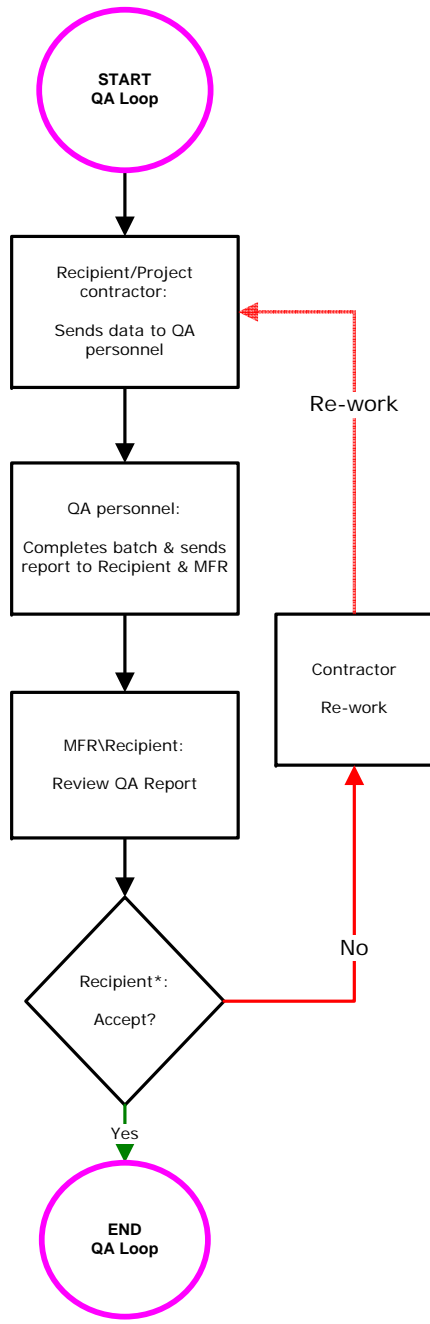 START
QA Loop
Recipient/Project
contractor:
Sends data to QA
personnel
Re-work
QA personnel:
Completes batch & sends
report to Recipient & MFR
Contractor
Re-work
MFR\Recipient:
Review QA Report
No
Recipient*:
Accept?
Yes
END
QA Loop